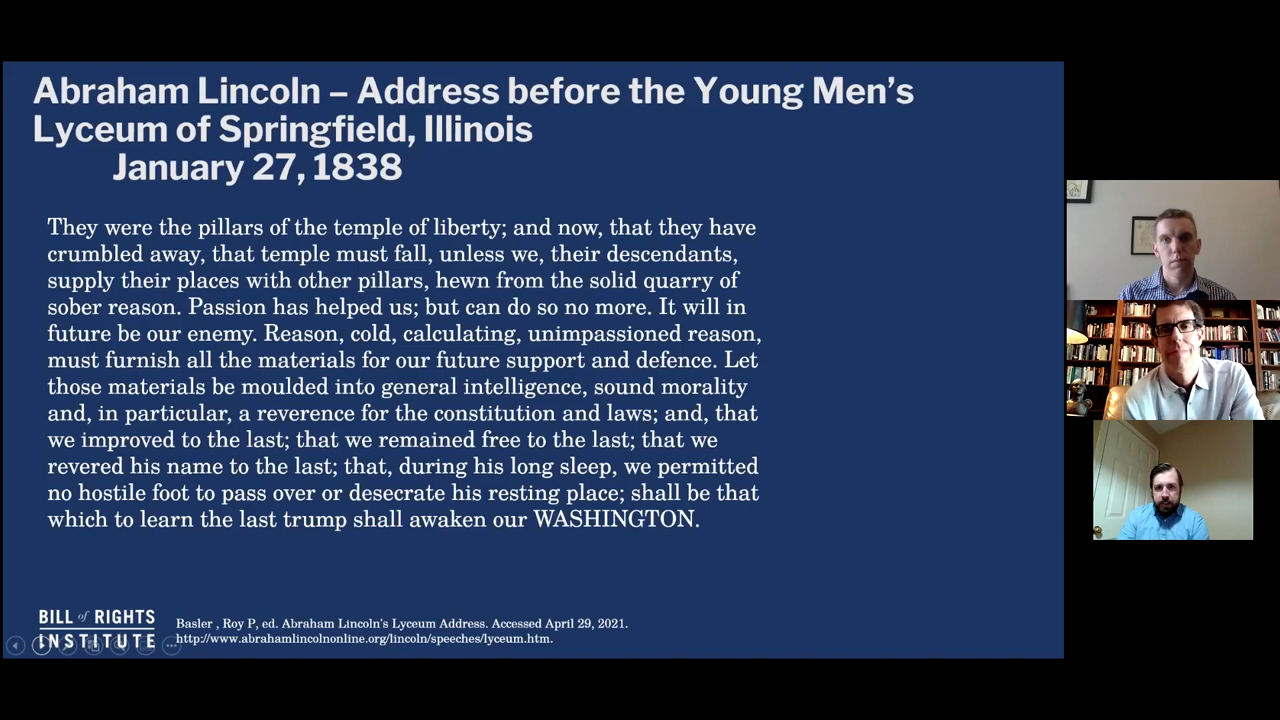 Abraham Lincoln – Address before the Young Men’s
Lyceum of Springfield, Illinois
January 27, 1838
They were the pillars of the temple of liberty; and now, that they have
crumbled away, that temple must fall, unless we, their descendants,
supply their places with other pillars, hewn from the solid quarry of
sober reason. Passion has helped us; but can do so no more. It will in
future be our enemy. Reason, cold, calculating, unimpassioned reason,
must furnish all the materials for our future support and defence. Let
those materials be moulded into general intelligence, sound morality
and, in particular, a reverence for the constitution and laws; and, that
we improved to the last; that we remained free to the last; that we
revered his name to the last; that, during his long sleep, we permitted
no hostile foot to pass over or desecrate his resting place; shall be that
which to learn the last trump shall awaken our WASHINGTON.
BILL of RIGHTS
INSTITUTE
Basler , Roy P, ed. Abraham Lincoln's Lyceum Address. Accessed April 29, 2021.
http://www.abrahamlincolnonline.org/lincoln/speeches/lyceum.htm.